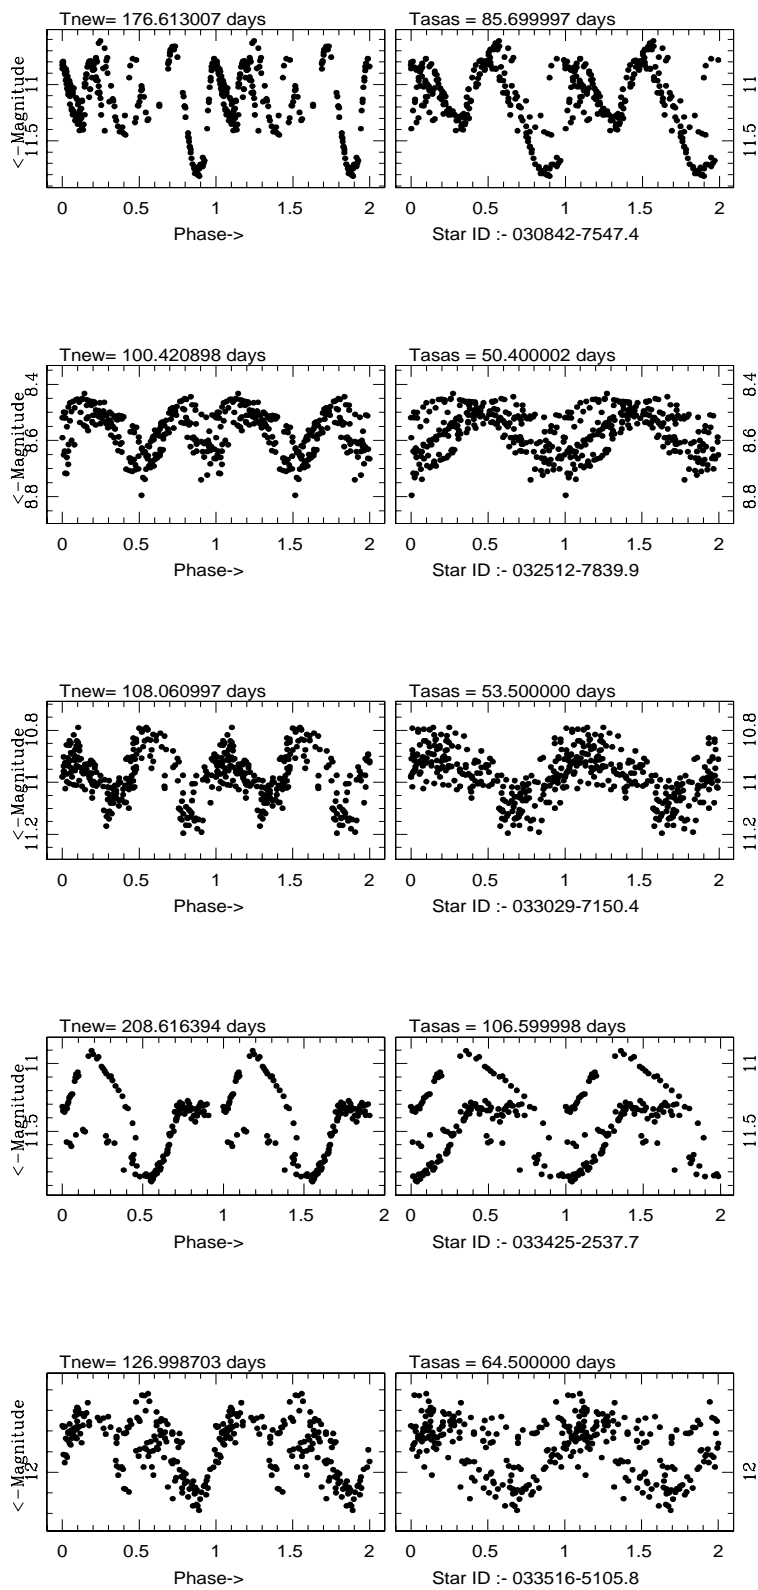 Tnew= 176.613007 days Tasas = 85.699997 days
<-Magnitude
11 11
11.5 11.5
0 0.5 1 1.5 2 0 0.5 1 1.5 2
Phase-> Star ID :- 030842-7547.4
Tnew= 100.420898 days Tasas = 50.400002 days
<-Magnitude
8.4 8.4
8.6 8.6
8.8 8.8
0 0.5 1 1.5 2 0 0.5 1 1.5 2
Phase-> Star ID :- 032512-7839.9
Tnew= 108.060997 days Tasas = 53.500000 days
<-Magnitude
10.8 10.8
11 11
11.2 11.2
0 0.5 1 1.5 2 0 0.5 1 1.5 2
Phase-> Star ID :- 033029-7150.4
Tnew= 208.616394 days Tasas = 106.599998 days
<-Magnitude
11 11
11.5 11.5
0 0.5 1 1.5 2 0 0.5 1 1.5 2
Phase-> Star ID :- 033425-2537.7
Tnew= 126.998703 days Tasas = 64.500000 days
<-Magnitude
12 12
0 0.5 1 1.5 2 0 0.5 1 1.5 2
Phase-> Star ID :- 033516-5105.8